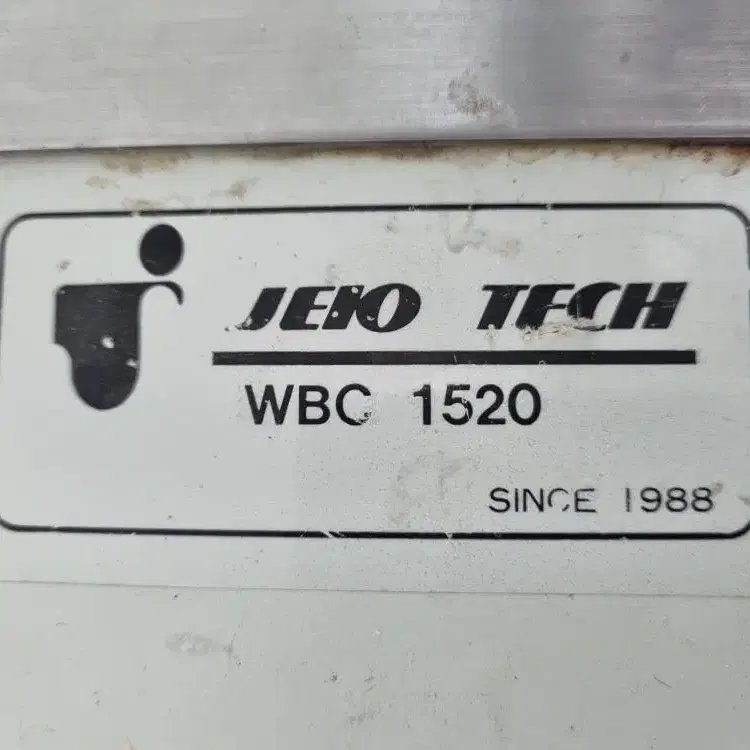 JEIO TECH
WBC 1520
SINCE 1988